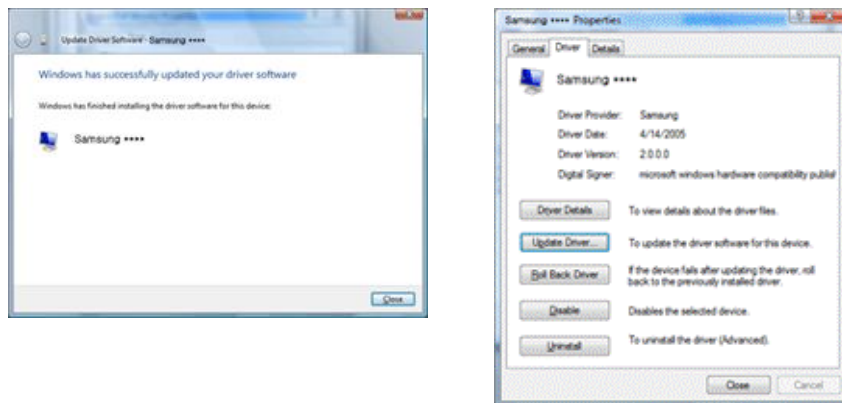 Update Driver Software - Samsung ****
Windows has successfully updated your driver software
Windows has finished installing the driver software for this device:
Samsung ****
Close
Samsung **** Properties
General Driver Details
Samsung ****
Driver Provider: Samsung
Driver Date: 4/14/2005
Driver Version: 2.0.0.0
Digital Signer: microsoft windows hardware compatibility publis
Driver Details To view details about the driver files.
Update Driver... To update the driver software for this device.
Roll Back Driver If the device fails after updating the driver, roll
back to the previously installed driver.
Disable Disables the selected device.
Uninstall To uninstall the driver (Advanced).
Close Cancel